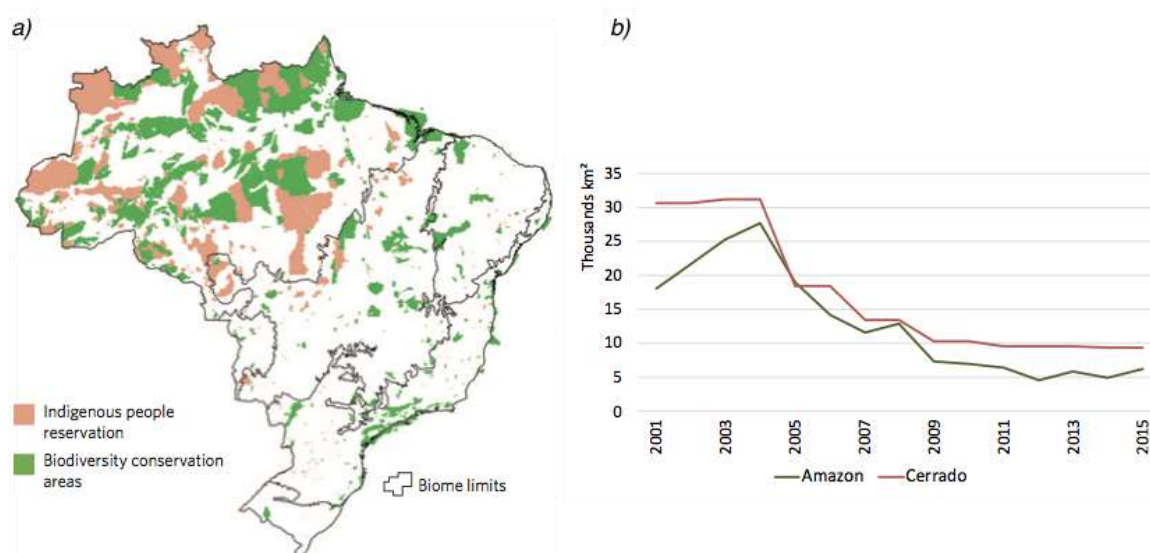 a)
Indigenous people
reservation
Biodiversity conservation
areas
Biome limits
b)
Thousands km²
35
30
25
20
15
10
5
0
2001
2003
2005
2007
2009
2011
2013
2015
Amazon
Cerrado